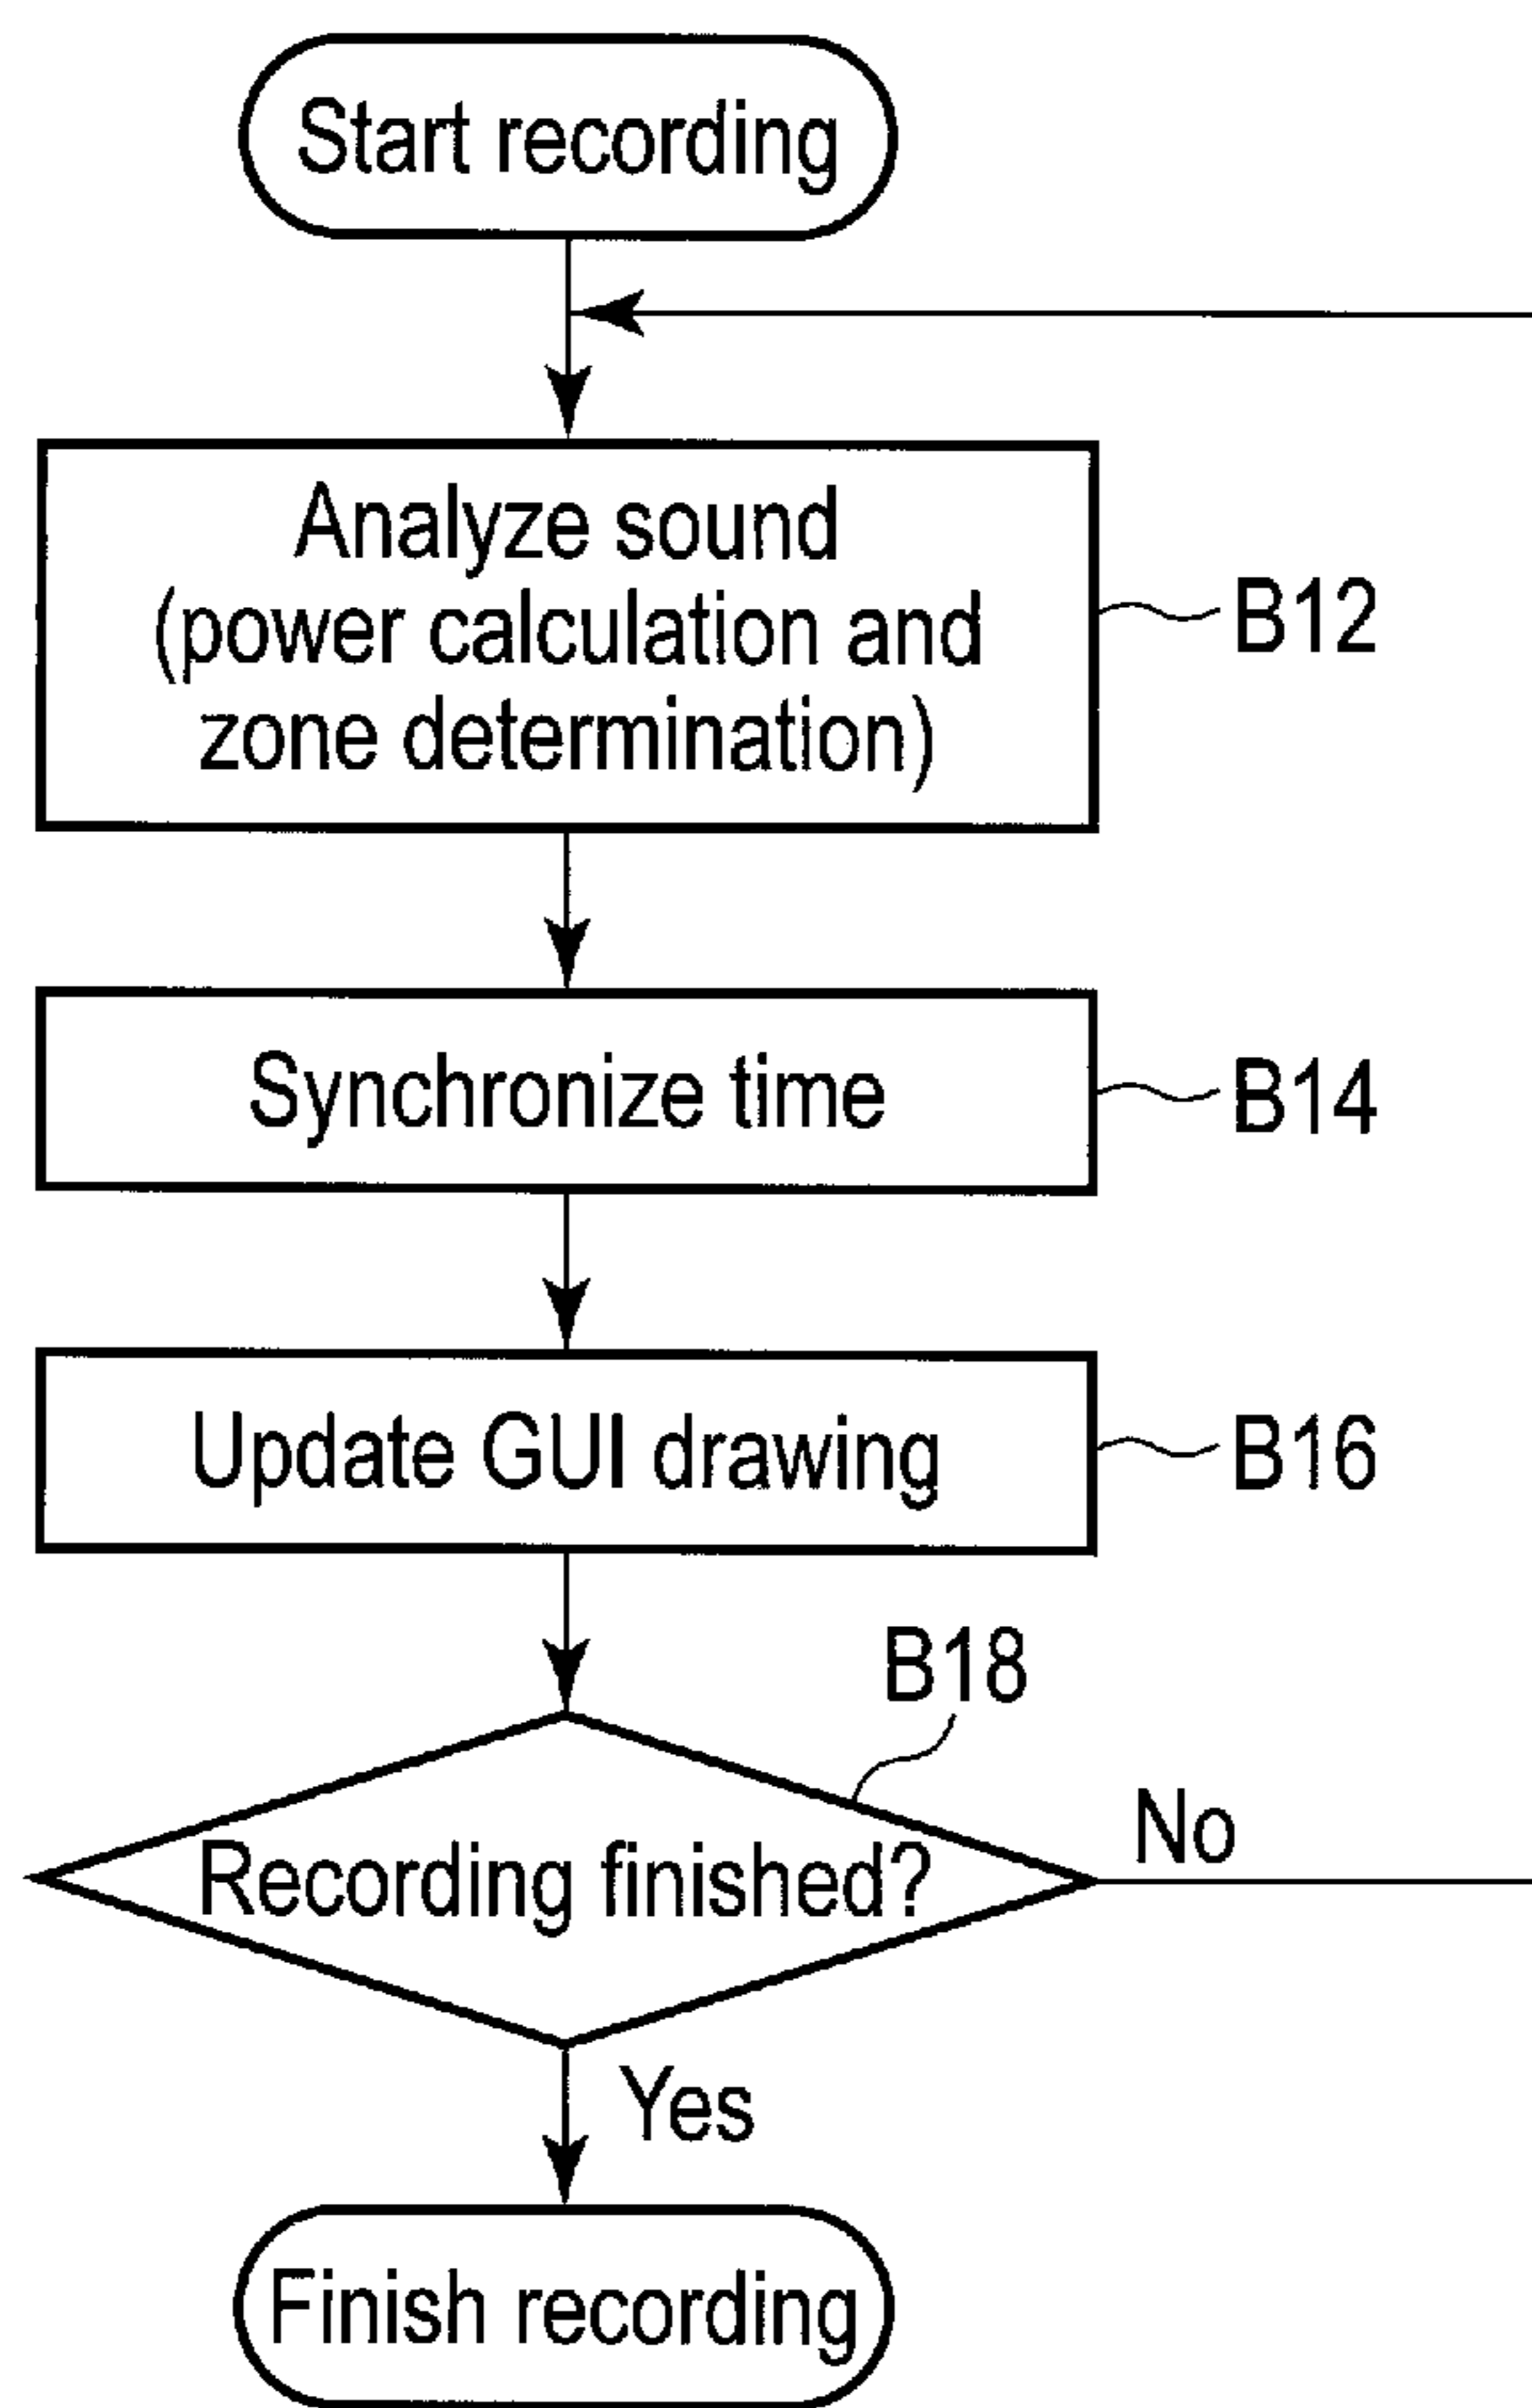 Start recording
Analyze sound
(power calculation and
zone determination)
B12
Synchronize time
B14
Update GUI drawing
B16
B18
Recording finished?
No
Yes
Finish recording